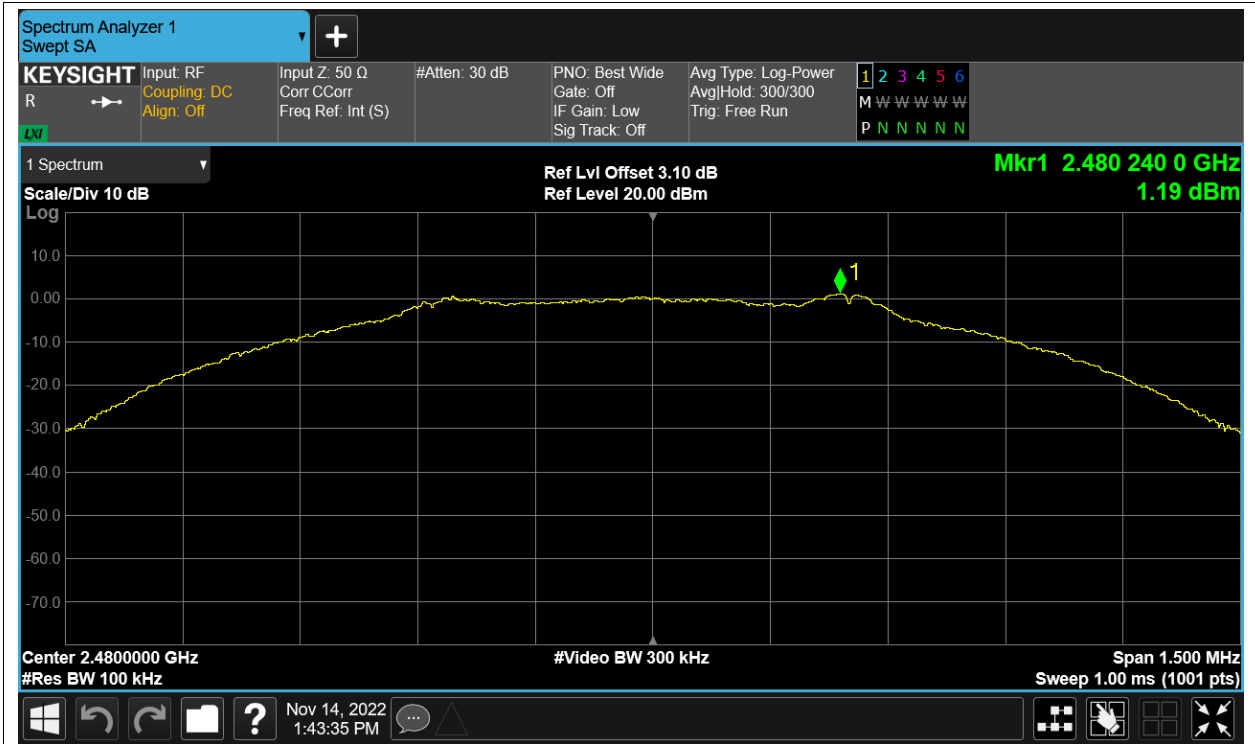 Spectrum Analyzer 1
Swept SA
KEYSIGHT
R
LXI
Input: RF
Coupling: DC
Align: Off
Input Z: 50 Ω
Corr CCorr
Freq Ref: Int (S)
#Atten: 30 dB
PNO: Best Wide
Gate: Off
IF Gain: Low
Sig Track: Off
Avg Type: Log-Power
Avg|Hold: 300/300
Trig: Free Run
1 2 3 4 5 6
M W W W W W W
P N N N N N N
1 Spectrum
Scale/Div 10 dB
Log
Ref Lvl Offset 3.10 dB
Ref Level 20.00 dBm
Mkr1 2.480 240 0 GHz
1.19 dBm
1
10.0
0.00
-10.0
-20.0
-30.0
-40.0
-50.0
-60.0
-70.0
Center 2.4800000 GHz
#Video BW 300 kHz
Span 1.500 MHz
#Res BW 100 kHz
Sweep 1.00 ms (1001 pts)
?
Nov 14, 2022
1:43:35 PM